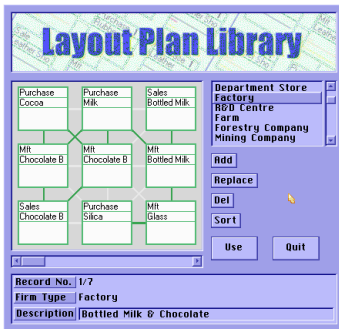 Layout Plan Library
Purchase
Cocoa
Purchase
Milk
Sales
Bottled Milk
Mft
Chocolate B
Mft
Chocolate B
Mft
Bottled Milk
Sales
Chocolate B
Purchase
Silica
Mft
Glass
Department Store
Factory
R&D Centre
Farm
Forestry Company
Mining Company
Add
Replace
Del
Sort
Use
Quit
Record No. 1/7
Firm Type Factory
Description Bottled Milk & Chocolate